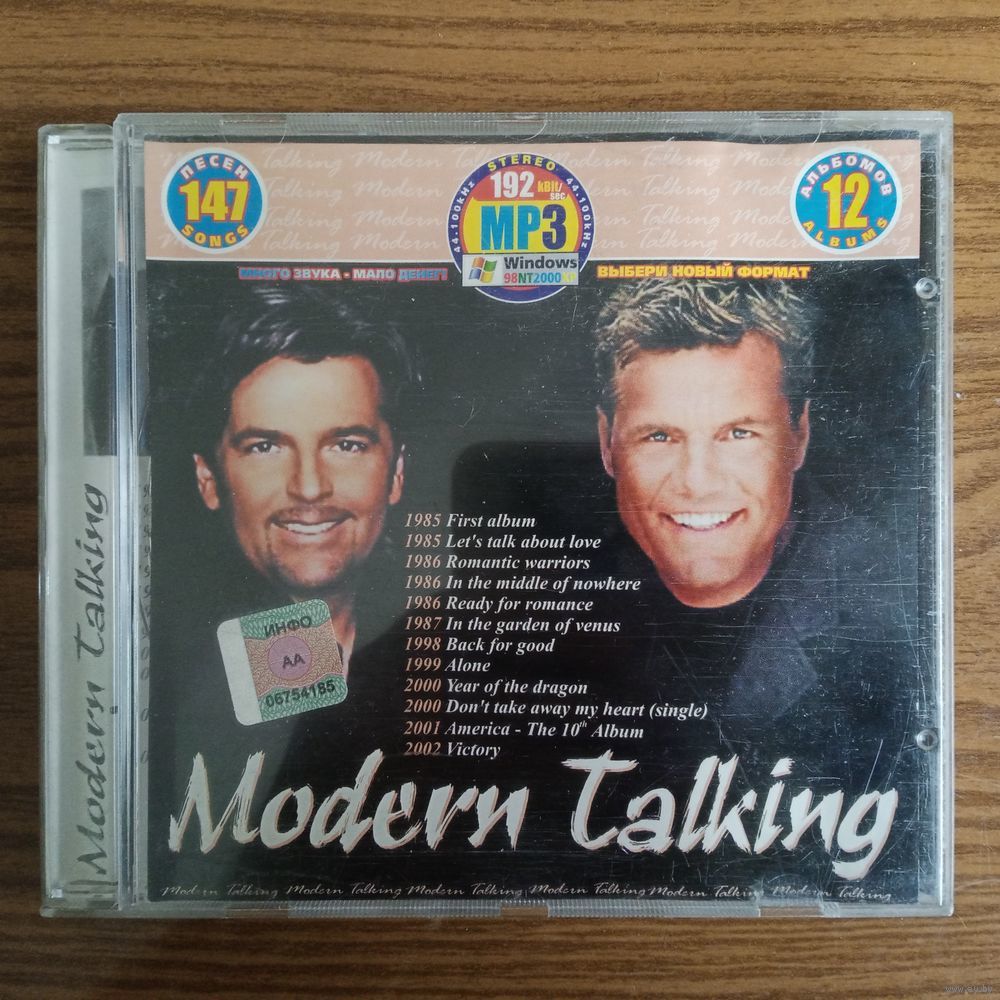 ПЕСЕН
147
SONGS
STEREO
44.100kHz
192 kBit/sec
44.100kHz
MP3
Windows
98NT2000XP
АЛЬБОМОВ
12
ALBUMS
МНОГО ЗВУКА - МАЛО ДЕНЕГ!
ВЫБЕРИ НОВЫЙ ФОРМАТ
1985 First album
1985 Let's talk about love
1986 Romantic warriors
1986 In the middle of nowhere
1986 Ready for romance
1987 In the garden of venus
1998 Back for good
1999 Alone
2000 Year of the dragon
2000 Don't take away my heart (single)
2001 America - The 10th Album
2002 Victory
ИНФО
АА
06754185
Modern Talking
Modern Talking Modern Talking Modern Talking Modern Talking Modern Talking Modern Talking
Modern Talking
www.ay.by